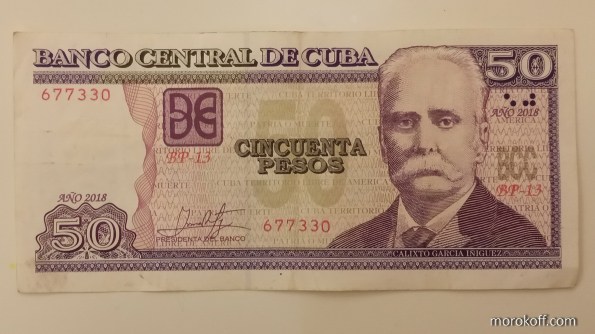 BANCO CENTRAL DE CUBA
50
677330
AÑO 2018
BP-13
CINCUENTA
PESOS
BCC
BP-13
AÑO 2018
677330
50
PRESIDENTA DEL BANCO
CALIXTO GARCIA IÑIGUEZ
morokoff.com